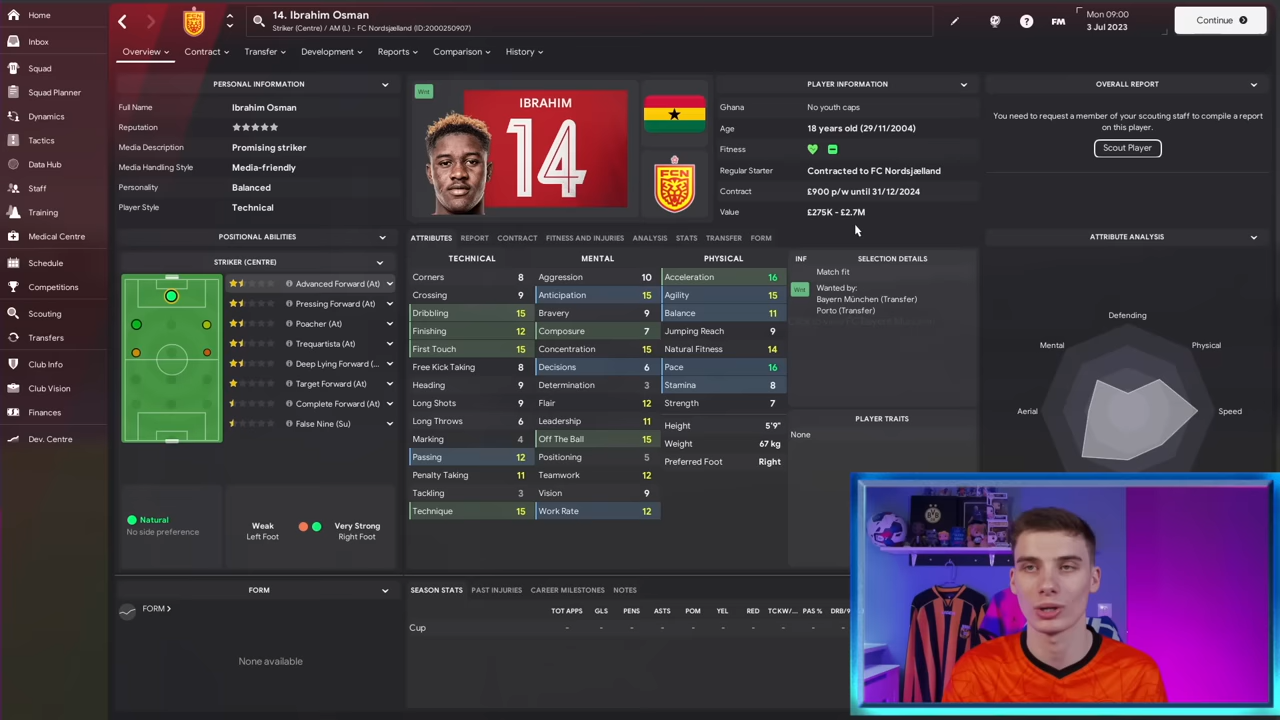 14. Ibrahim Osman
Striker (Centre) / AM (L) - FC Nordsjælland (ID:2000250907)
FM
Mon 09:00
3 Jul 2023
Continue
Home
Inbox
Squad
Squad Planner
Dynamics
Tactics
Data Hub
Staff
Training
Medical Centre
Schedule
Competitions
Scouting
Transfers
Club Info
Club Vision
Finances
Dev. Centre
Overview Contract Transfer Development Reports Comparison History
PERSONAL INFORMATION
Full Name Ibrahim Osman
Reputation
Media Description Promising striker
Media Handling Style Media-friendly
Personality Balanced
Player Style Technical
IBRAHIM
14
Wnt
PLAYER INFORMATION
Ghana No youth caps
Age 18 years old (29/11/2004)
Fitness
Regular Starter Contracted to FC Nordsjælland
Contract £900 p/w until 31/12/2024
Value £275K - £2.7M
OVERALL REPORT
You need to request a member of your scouting staff to compile a report
on this player.
Scout Player
POSITIONAL ABILITIES
STRIKER (CENTRE)
Advanced Forward (At)
Pressing Forward (At)
Poacher (At)
Trequartista (At)
Deep Lying Forward (...
Target Forward (At)
Complete Forward (At)
False Nine (Su)
Natural
No side preference
Weak
Left Foot
Very Strong
Right Foot
ATTRIBUTES REPORT CONTRACT FITNESS AND INJURIES ANALYSIS STATS TRANSFER FORM
TECHNICAL
Corners 8
Crossing 9
Dribbling 15
Finishing 12
First Touch 15
Free Kick Taking 8
Heading 9
Long Shots 9
Long Throws 6
Marking 4
Passing 12
Penalty Taking 11
Tackling 3
Technique 15
MENTAL
Aggression 10
Anticipation 15
Bravery 9
Composure 7
Concentration 15
Decisions 6
Determination 3
Flair 12
Leadership 11
Off The Ball 15
Positioning 5
Teamwork 12
Vision 9
Work Rate 12
PHYSICAL
Acceleration 16
Agility 15
Balance 11
Jumping Reach 9
Natural Fitness 14
Pace 16
Stamina 8
Strength 7
Height 5'9"
Weight 67 kg
Preferred Foot Right
INF SELECTION DETAILS
Match fit
Wnt
Wanted by:
Bayern München (Transfer)
Porto (Transfer)
PLAYER TRAITS
None
ATTRIBUTE ANALYSIS
Defending
Mental
Physical
Aerial
Speed
FORM
FORM
None available
SEASON STATS PAST INJURIES CAREER MILESTONES NOTES
TOT APPS GLS PENS ASTS POM YEL RED TCKW/... PAS % DRB/9
Cup - - - - - - - - - -